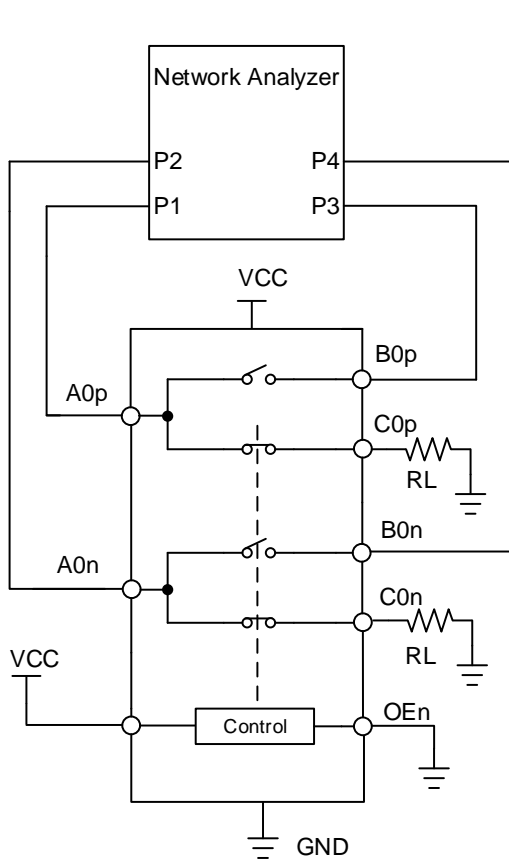 Network Analyzer
P2
P4
P1
P3
VCC
B0p
A0p
C0p
RL
B0n
A0n
C0n
RL
VCC
OEn
Control
GND